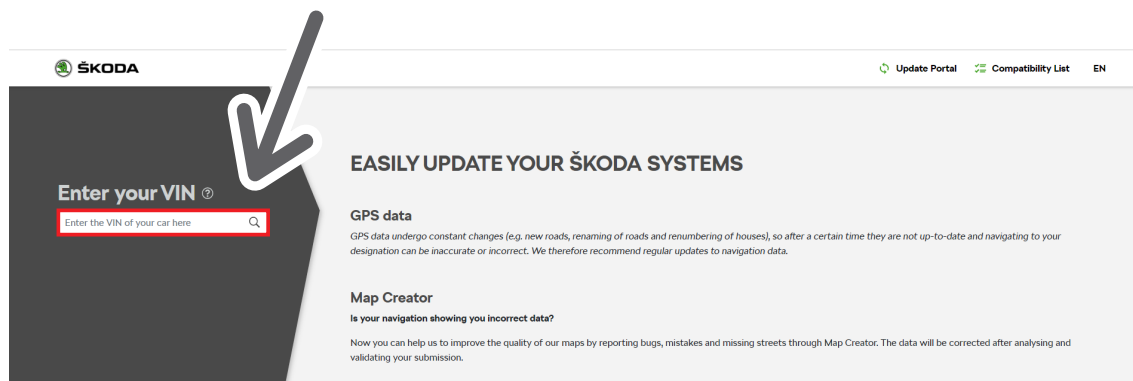 ŠKODA
Update Portal
Compatibility List
EN
Enter your VIN ?
Enter the VIN of your car here
EASILY UPDATE YOUR ŠKODA SYSTEMS
GPS data
GPS data undergo constant changes (e.g. new roads, renaming of roads and renumbering of houses), so after a certain time they are not up-to-date and navigating to your
designation can be inaccurate or incorrect. We therefore recommend regular updates to navigation data.
Map Creator
Is your navigation showing you incorrect data?
Now you can help us to improve the quality of our maps by reporting bugs, mistakes and missing streets through Map Creator. The data will be corrected after analysing and
validating your submission.